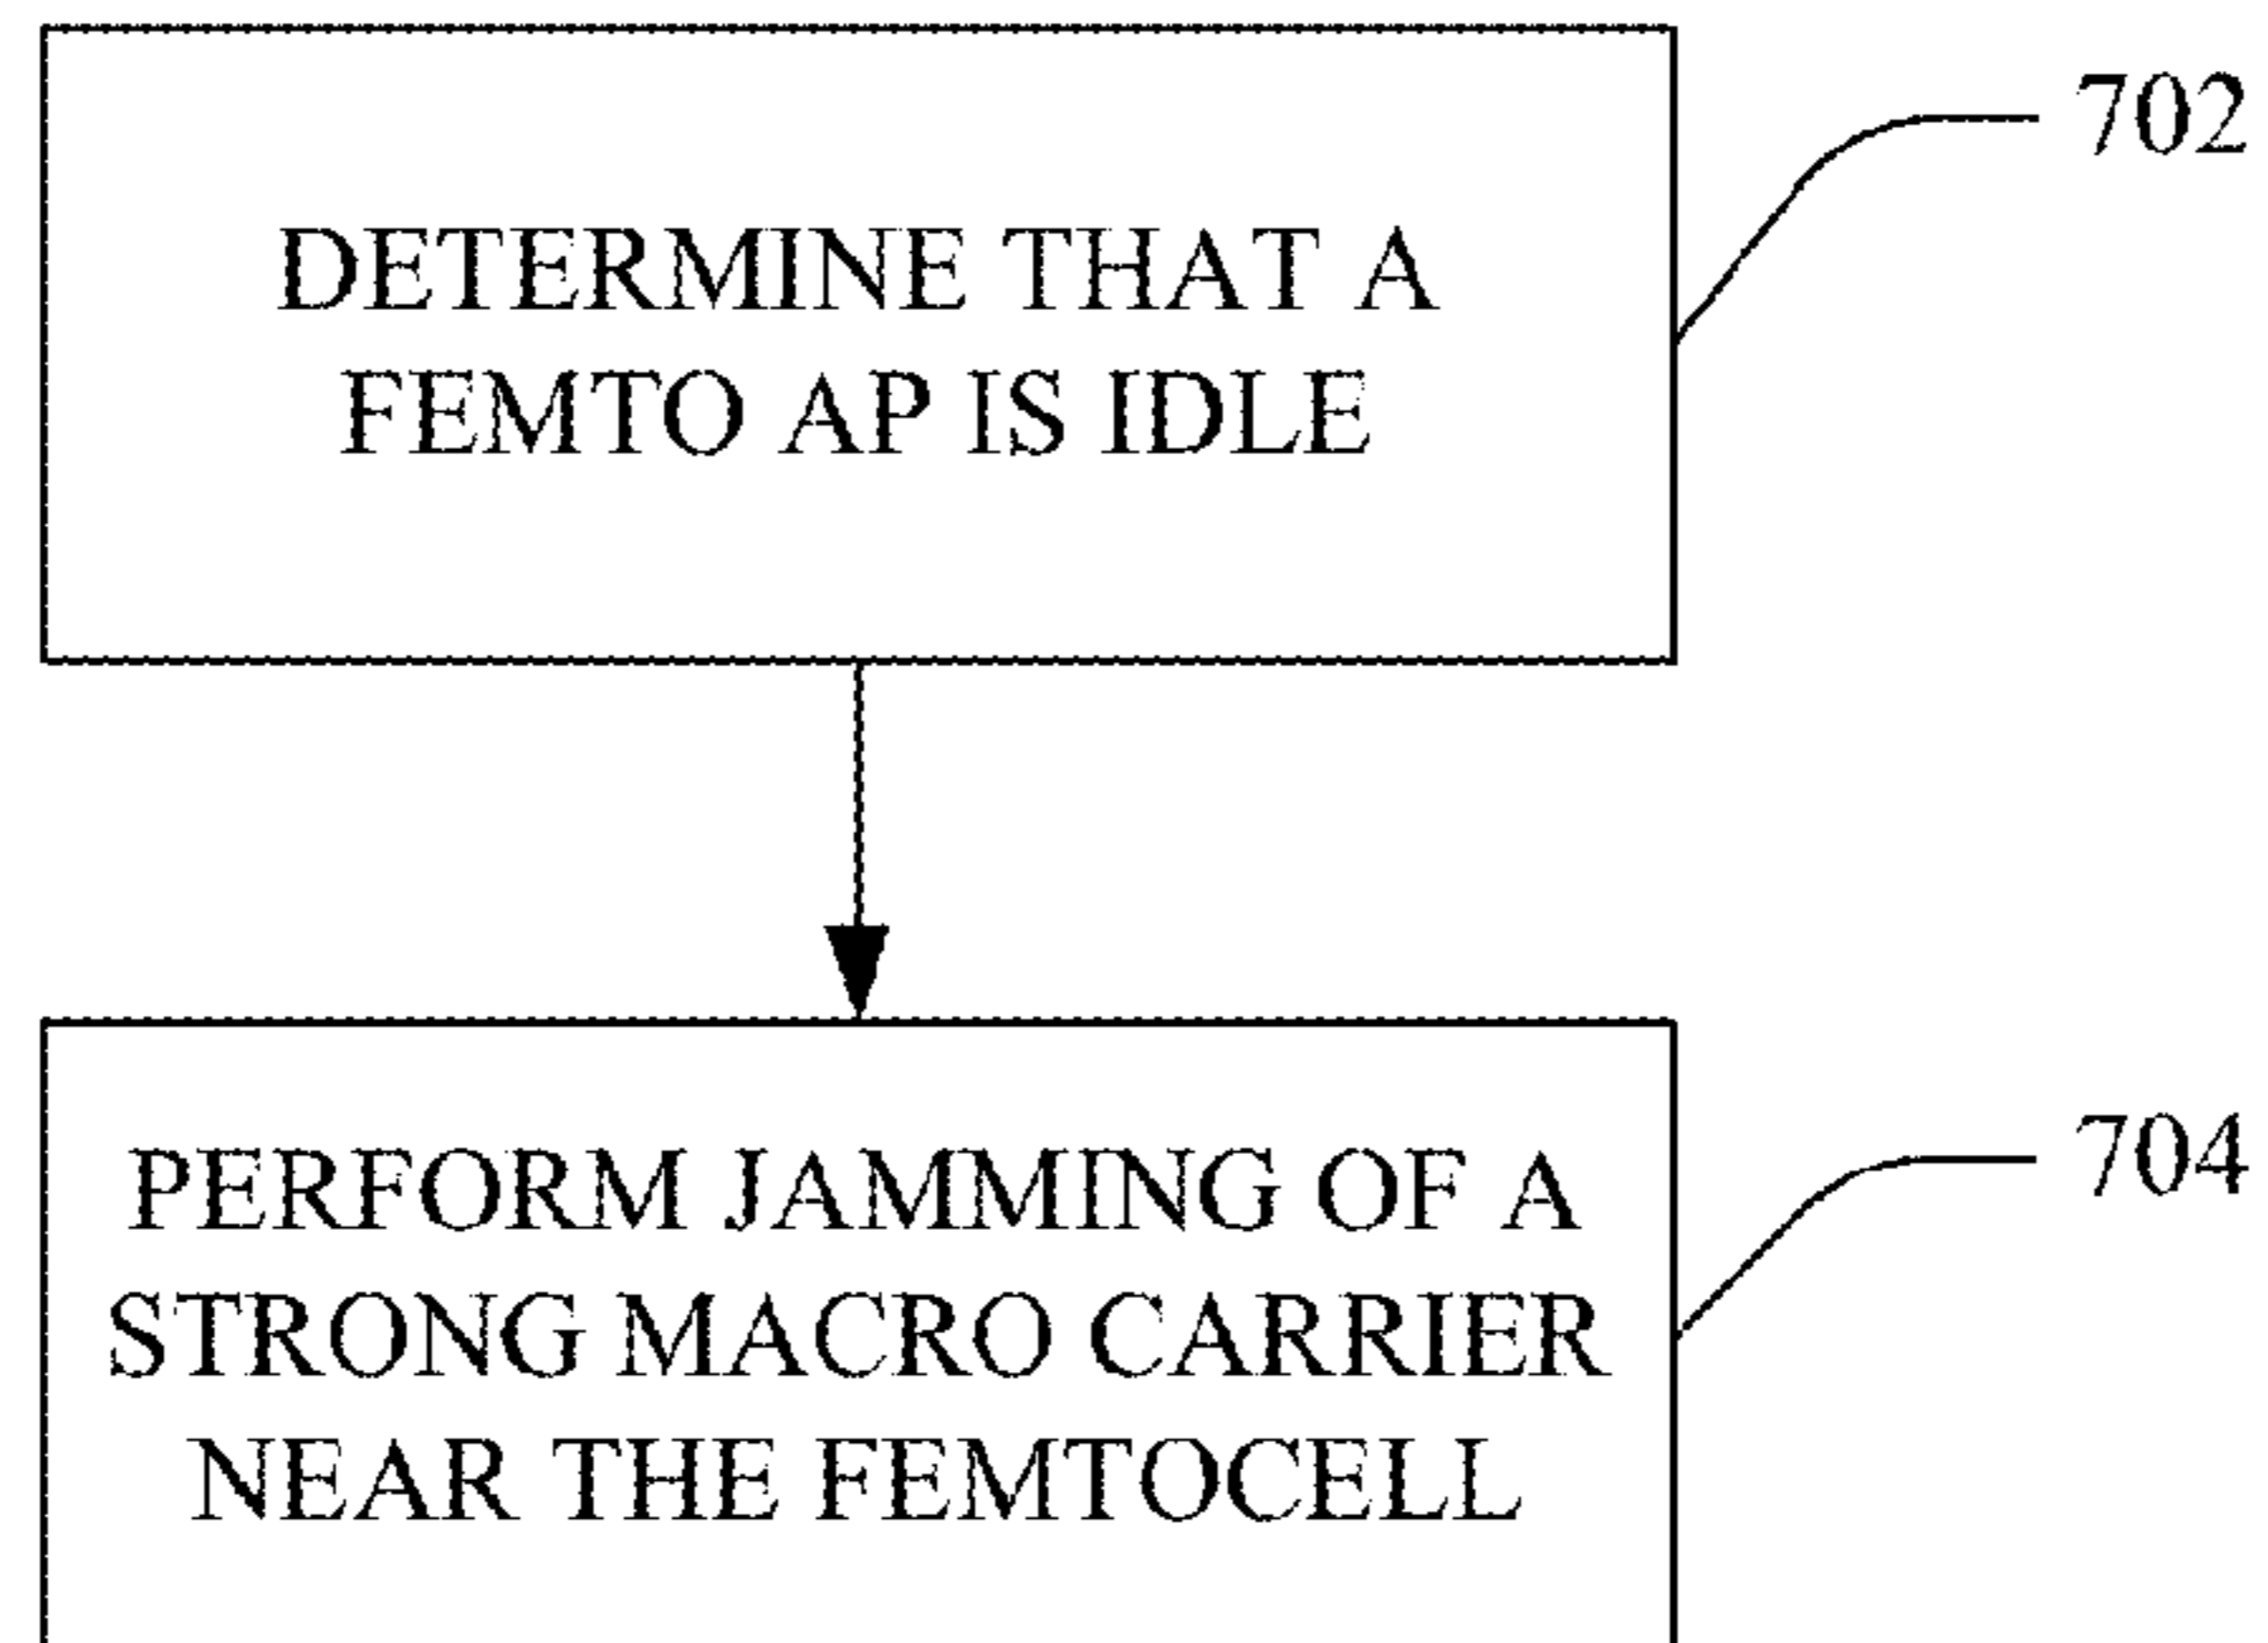 DETERMINE THAT A
FEMTO AP IS IDLE
702
PERFORM JAMMING OF A
STRONG MACRO CARRIER
NEAR THE FEMTOCELL
704